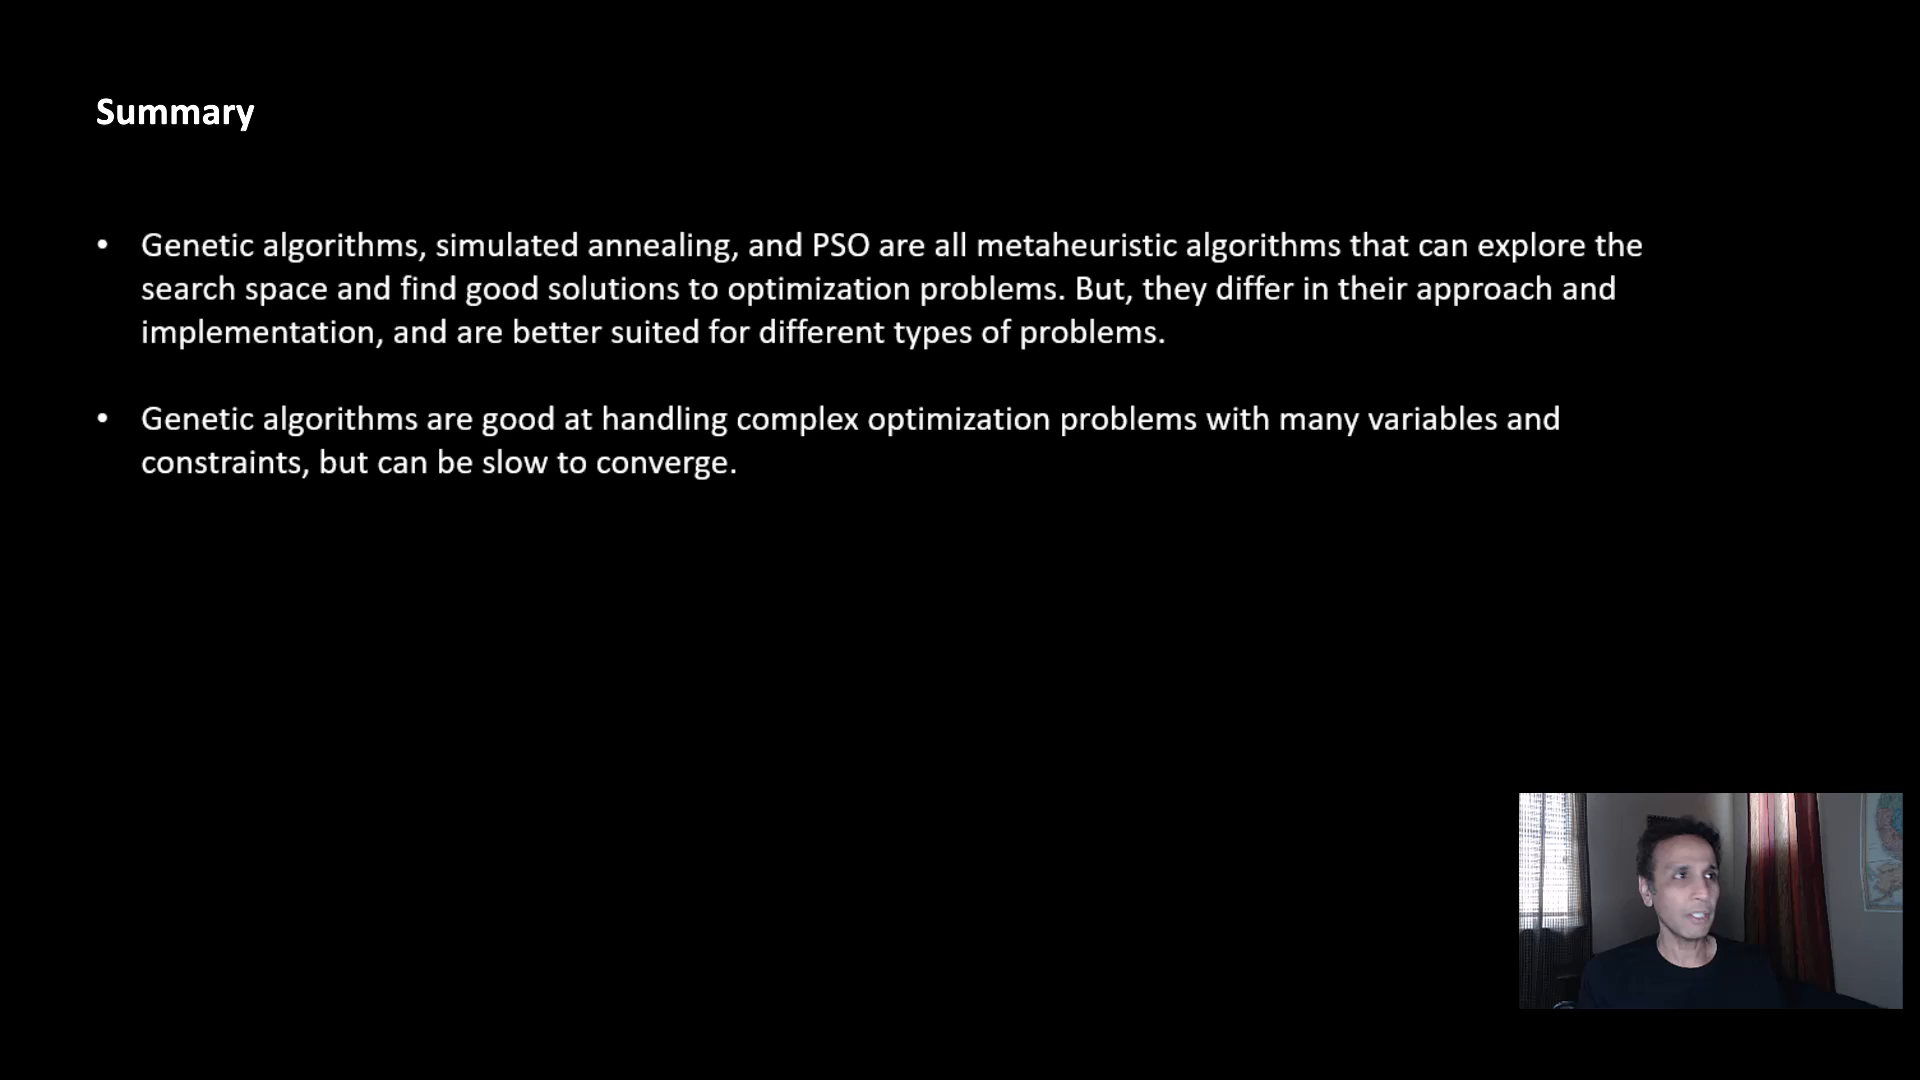 Summary
• Genetic algorithms, simulated annealing, and PSO are all metaheuristic algorithms that can explore the
search space and find good solutions to optimization problems. But, they differ in their approach and
implementation, and are better suited for different types of problems.
• Genetic algorithms are good at handling complex optimization problems with many variables and
constraints, but can be slow to converge.